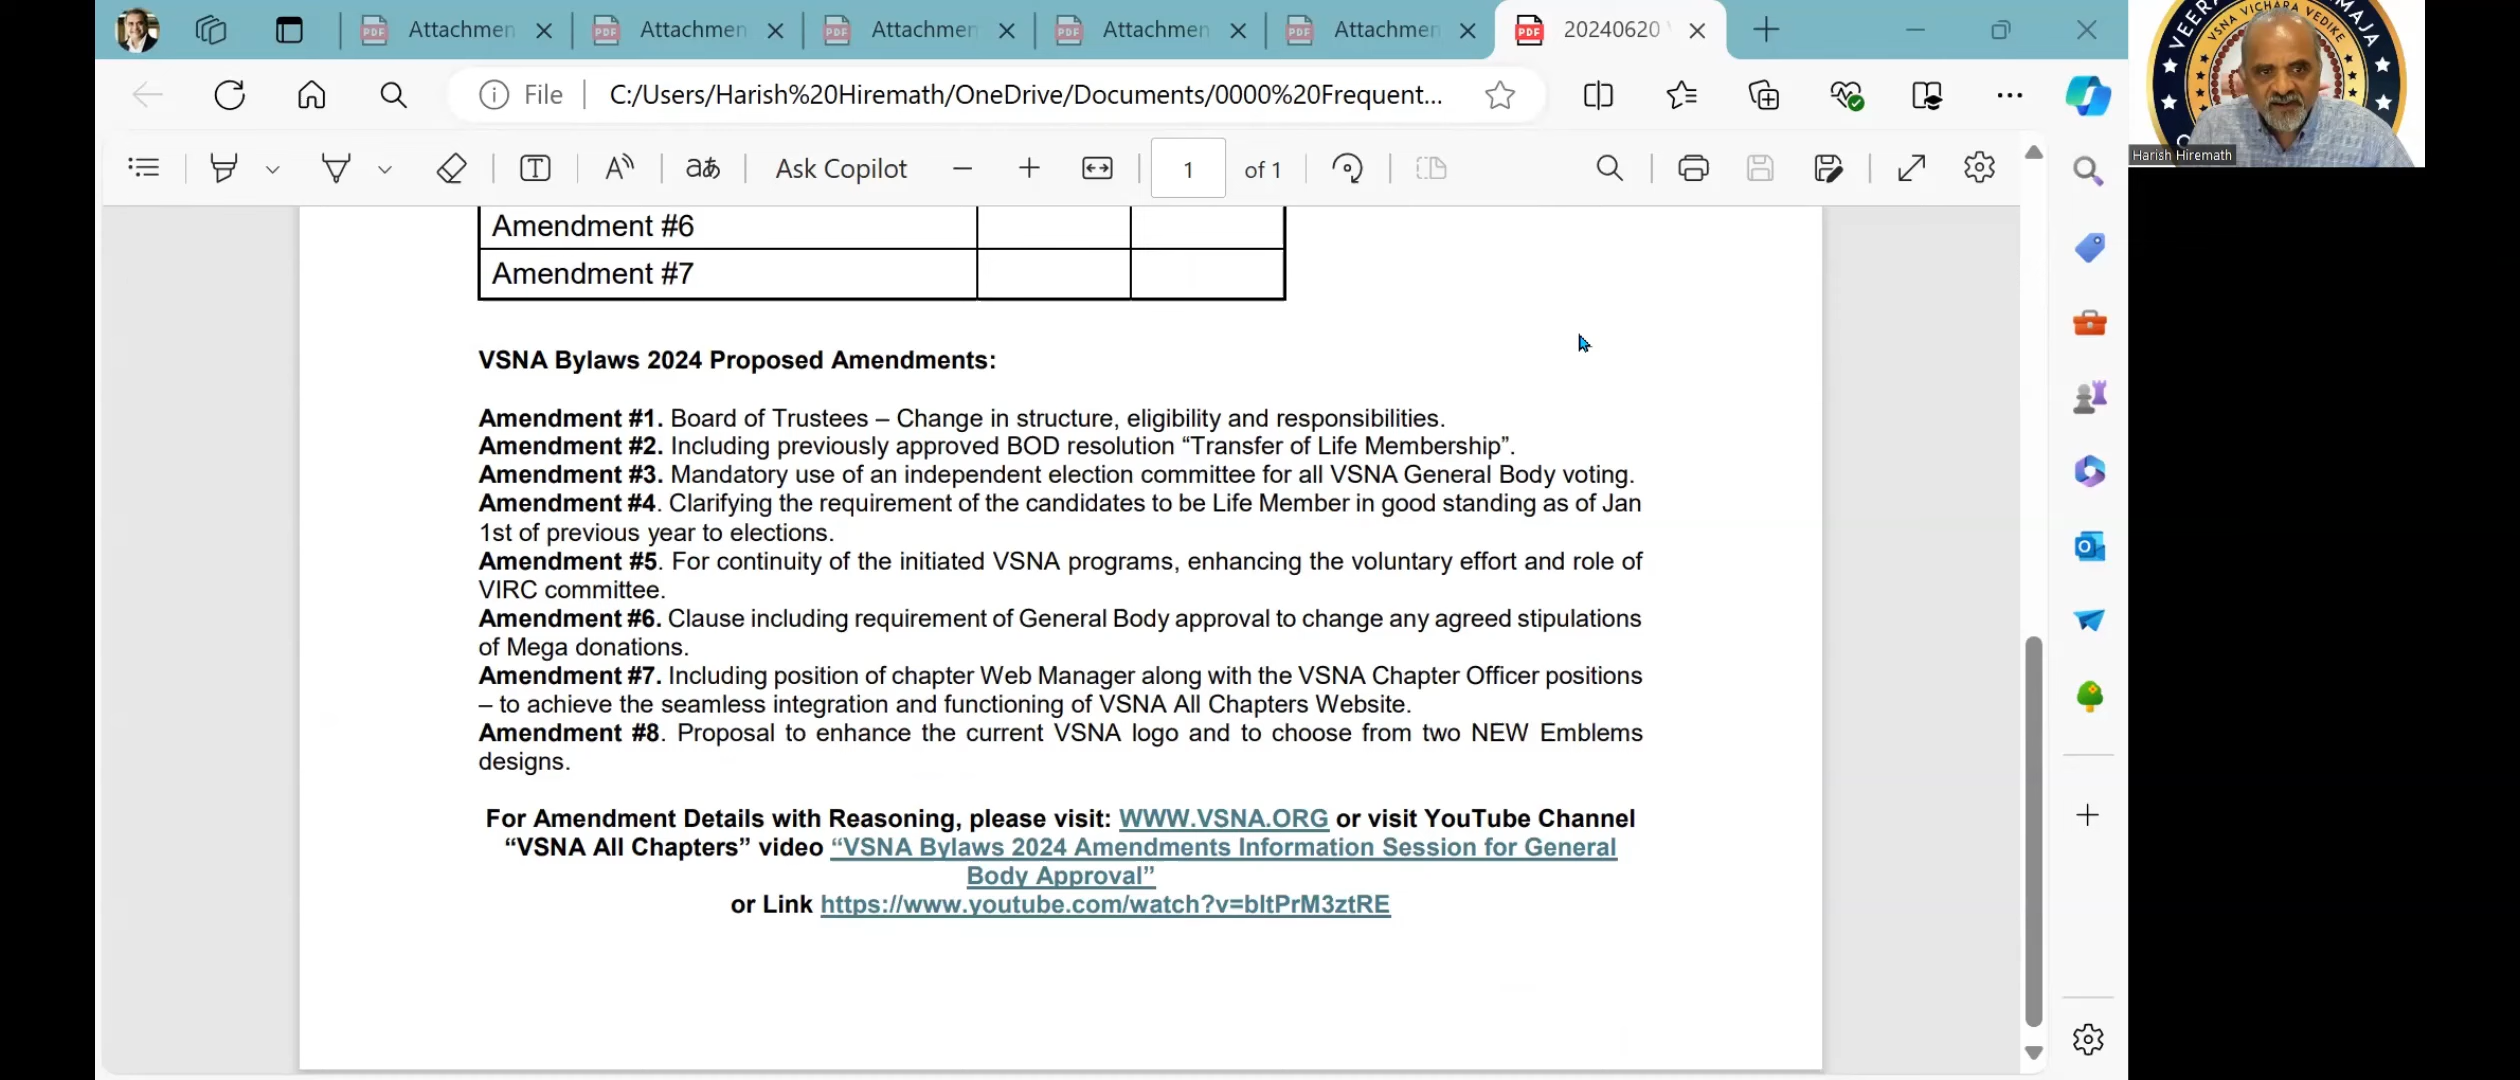 Attachmen
Attachmen
Attachmen
Attachmen
Attachmen
20240620
File
C:/Users/Harish%20Hiremath/OneDrive/Documents/0000%20Frequent...
Ask Copilot
1
of 1
VSNA VICHARA VEDIKE
Harish Hiremath
Amendment #6
Amendment #7
VSNA Bylaws 2024 Proposed Amendments:
Amendment #1. Board of Trustees – Change in structure, eligibility and responsibilities.
Amendment #2. Including previously approved BOD resolution “Transfer of Life Membership”.
Amendment #3. Mandatory use of an independent election committee for all VSNA General Body voting.
Amendment #4. Clarifying the requirement of the candidates to be Life Member in good standing as of Jan
1st of previous year to elections.
Amendment #5. For continuity of the initiated VSNA programs, enhancing the voluntary effort and role of
VIRC committee.
Amendment #6. Clause including requirement of General Body approval to change any agreed stipulations
of Mega donations.
Amendment #7. Including position of chapter Web Manager along with the VSNA Chapter Officer positions
– to achieve the seamless integration and functioning of VSNA All Chapters Website.
Amendment #8. Proposal to enhance the current VSNA logo and to choose from two NEW Emblems
designs.
For Amendment Details with Reasoning, please visit: WWW.VSNA.ORG or visit YouTube Channel
“VSNA All Chapters” video “VSNA Bylaws 2024 Amendments Information Session for General
Body Approval”
or Link https://www.youtube.com/watch?v=bltPrM3ztRE